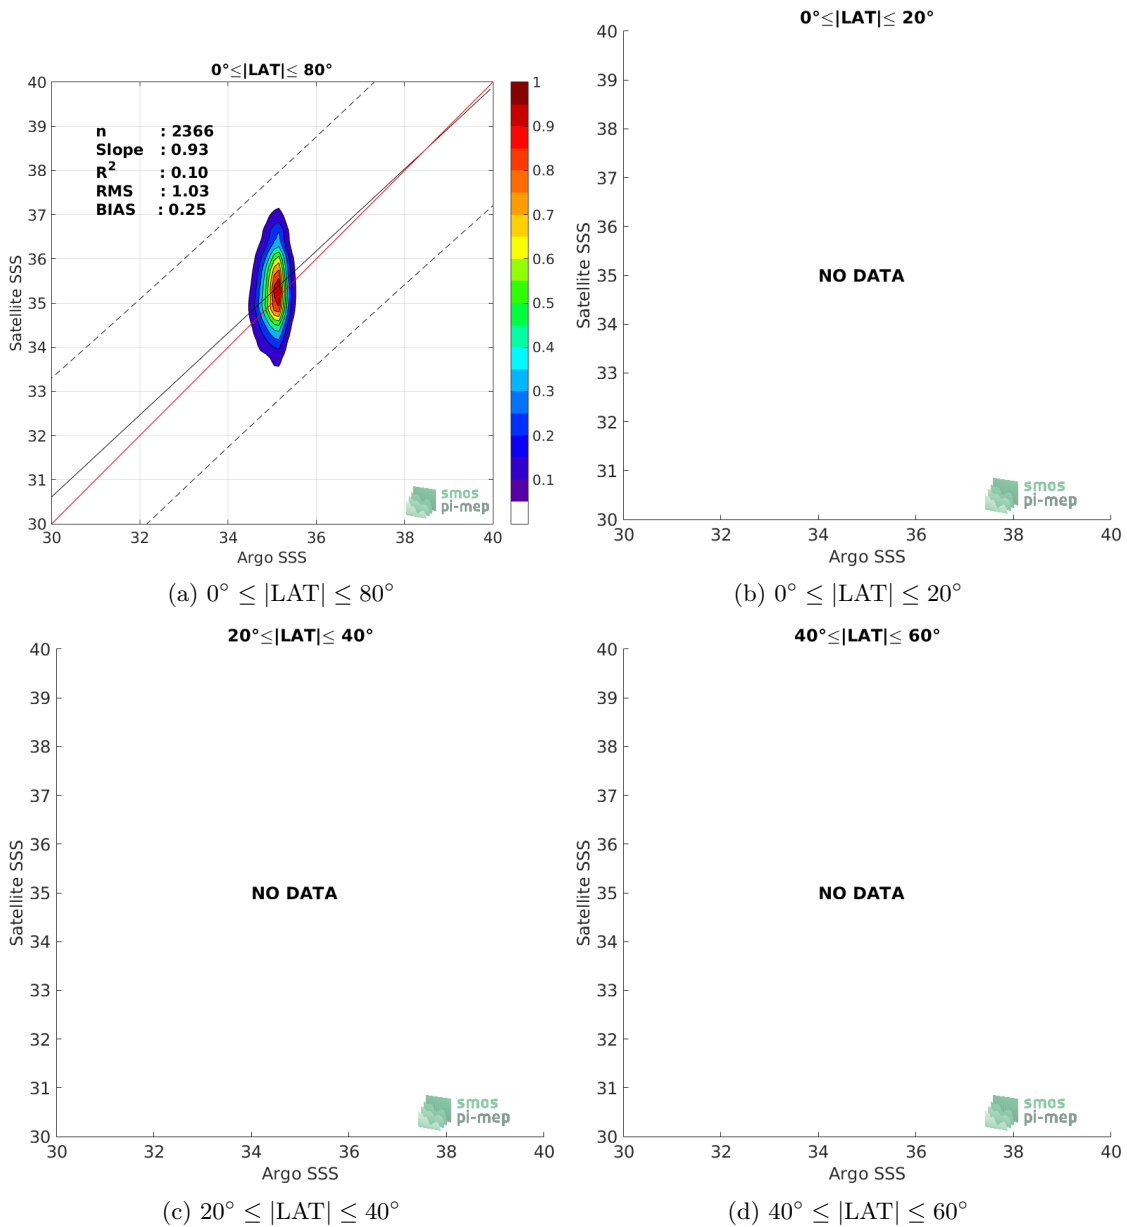 0°≤|LAT|≤ 80°
40
39
38
37
36
35
34
33
32
31
30
Satellite SSS
n : 2366
Slope : 0.93
R2 : 0.10
RMS : 1.03
BIAS : 0.25
1
0.9
0.8
0.7
0.6
0.5
0.4
0.3
0.2
0.1
smos
pi-mep
30 32 34 36 38 40
Argo SSS
(a) 0° ≤ |LAT| ≤ 80°
0°≤|LAT|≤ 20°
40
39
38
37
36
35
34
33
32
31
30
Satellite SSS
NO DATA
smos
pi-mep
30 32 34 36 38 40
Argo SSS
(b) 0° ≤ |LAT| ≤ 20°
20°≤|LAT|≤ 40°
40
39
38
37
36
35
34
33
32
31
30
Satellite SSS
NO DATA
smos
pi-mep
30 32 34 36 38 40
Argo SSS
(c) 20° ≤ |LAT| ≤ 40°
40°≤|LAT|≤ 60°
40
39
38
37
36
35
34
33
32
31
30
Satellite SSS
NO DATA
smos
pi-mep
30 32 34 36 38 40
Argo SSS
(d) 40° ≤ |LAT| ≤ 60°